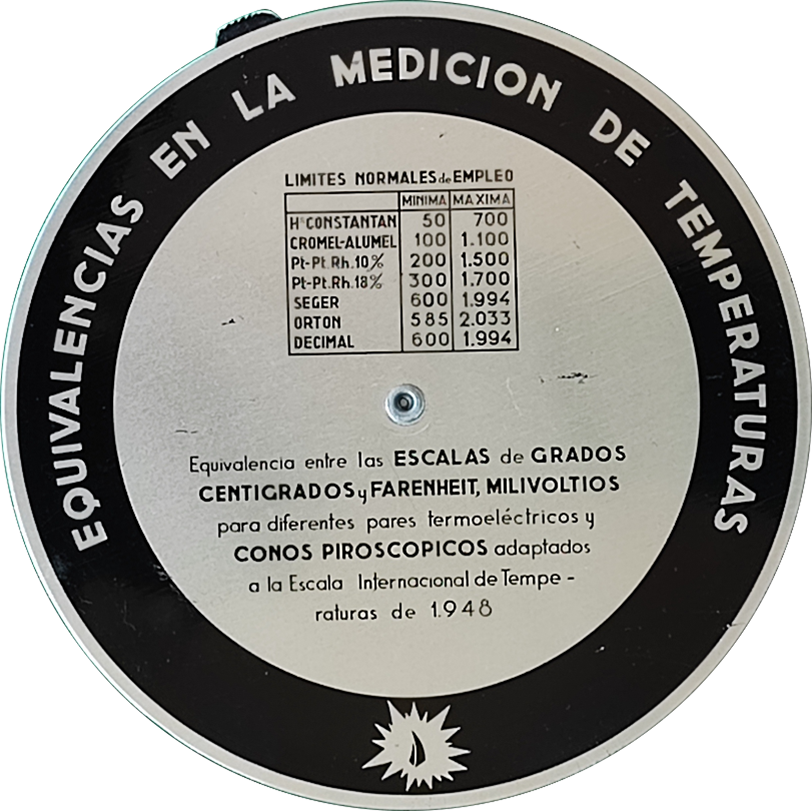 EQUIVALENCIAS EN LA MEDICION DE TEMPERATURAS
LIMITES NORMALES de EMPLEO
MINIMA MAXIMA
Hº CONSTANTAN 50 700
CROMEL-ALUMEL 100 1.100
Pt-Pt.Rh.10% 200 1.500
Pt-Pt.Rh.18% 300 1.700
SEGER 600 1.994
ORTON 585 2.033
DECIMAL 600 1.994
Equivalencia entre las ESCALAS de GRADOS
CENTIGRADOS y FARENHEIT, MILIVOLTIOS
para diferentes pares termoeléctricos y
CONOS PIROSCOPICOS adaptados
a la Escala Internacional de Tempe-
raturas de 1.948